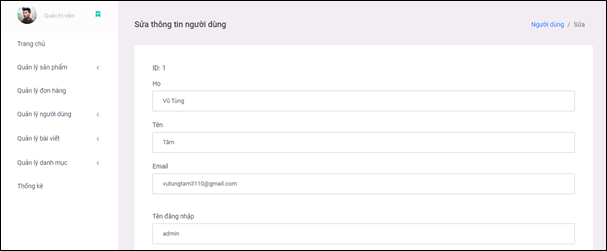 Quản trị viên
Trang chủ
Quản lý sản phẩm
Quản lý đơn hàng
Quản lý người dùng
Quản lý bài viết
Quản lý danh mục
Thống kê
Sửa thông tin người dùng
Người dùng / Sửa
ID: 1
Họ
Vũ Tùng
Tên
Tâm
Email
vutungtam3110@gmail.com
Tên đăng nhập
admin